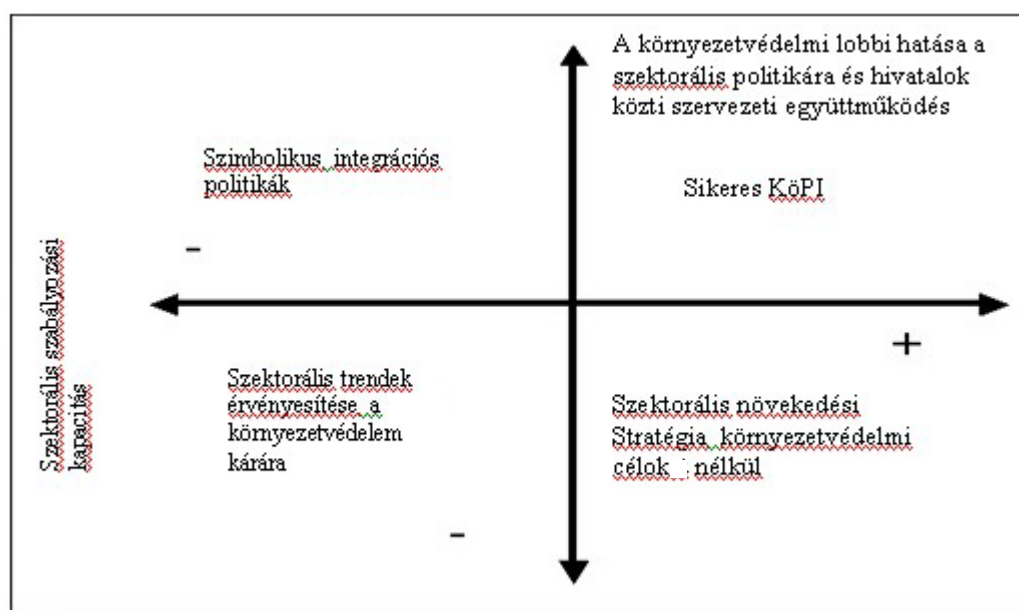 A környezetvédelmi lobbi hatása a
szektorális politikára és hivatalok
közti szervezeti együttműködés
Szimbolikus integrációs
politikák
Sikeres KöPI
-
Szektorális szabályozási
kapacitás
+
Szektorális trendek
érvényesítése a
környezetvédelem
kárára
Szektorális növekedési
Stratégia környezetvédelmi
célok : nélkül
-